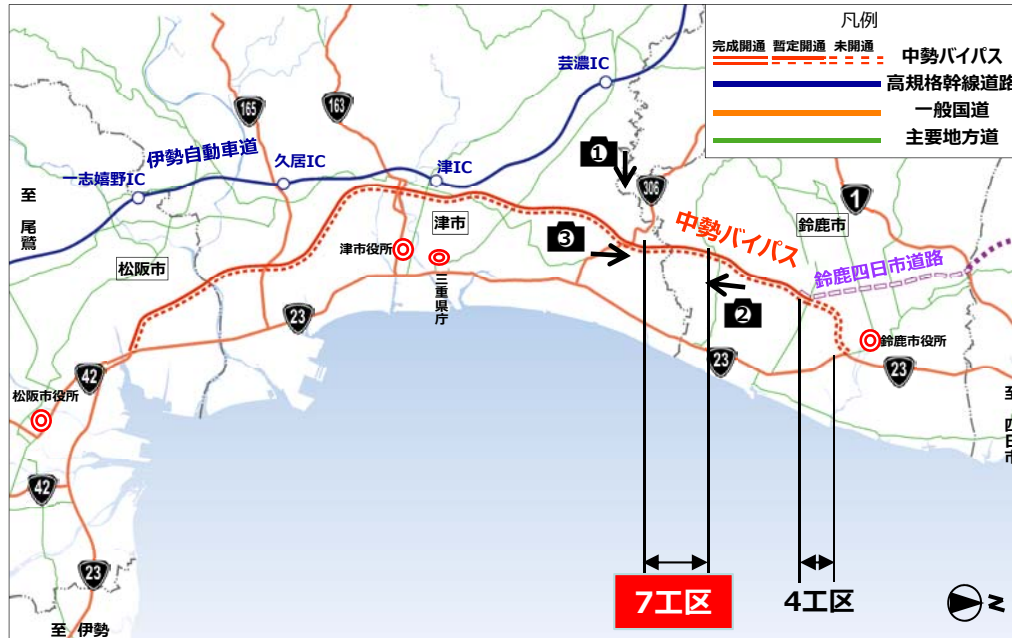 凡例
完成開通 暫定開通 未開通
中勢バイパス
高規格幹線道路
一般国道
主要地方道
芸濃IC
165
163
伊勢自動車道
久居IC
津IC
一志嬉野IC
至 尾鷲
❶
306
1
津市
鈴鹿市
❸
中勢バイパス
津市役所
松阪市
三重県庁
鈴鹿四日市道路
❷
23
鈴鹿市役所
23
23
42
松阪市役所
至 四日市
42
23
7工区
4工区
N
至 伊勢